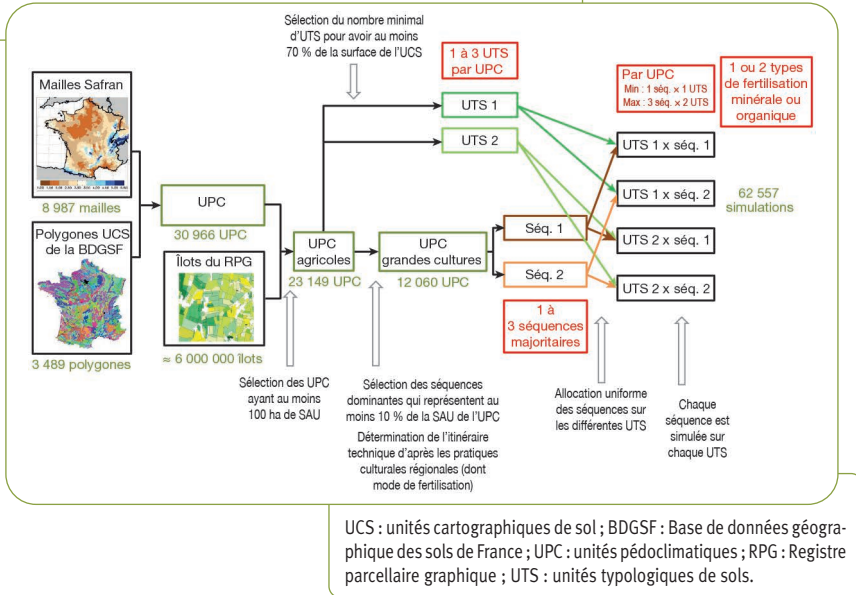 Sélection du nombre minimal
d'UTS pour avoir au moins
70 % de la surface de l'UCS
1 à 3 UTS
par UPC
Par UPC
Min : 1 séq. × 1 UTS
Max : 3 séq. × 2 UTS
1 ou 2 types
de fertilisation
minérale ou
organique
Mailles Safran
8 987 mailles
Polygones UCS
de la BDGSF
3 489 polygones
UPC
30 966 UPC
Îlots du RPG
≈ 6 000 000 îlots
UPC
agricoles
23 149 UPC
UPC
grandes cultures
12 060 UPC
UTS 1
UTS 2
Séq. 1
Séq. 2
1 à
3 séquences
majoritaires
UTS 1 x séq. 1
UTS 1 x séq. 2
UTS 2 x séq. 1
UTS 2 x séq. 2
62 557
simulations
Sélection des UPC
ayant au moins
100 ha de SAU
Sélection des séquences
dominantes qui représentent au
moins 10 % de la SAU de l'UPC
Détermination de l'itinéraire
technique d'après les pratiques
culturales régionales (dont
mode de fertilisation)
Allocation uniforme
des séquences sur
les différentes UTS
Chaque
séquence est
simulée sur
chaque UTS
UCS : unités cartographiques de sol ; BDGSF : Base de données géogra-
phique des sols de France ; UPC : unités pédoclimatiques ; RPG : Registre
parcellaire graphique ; UTS : unités typologiques de sols.